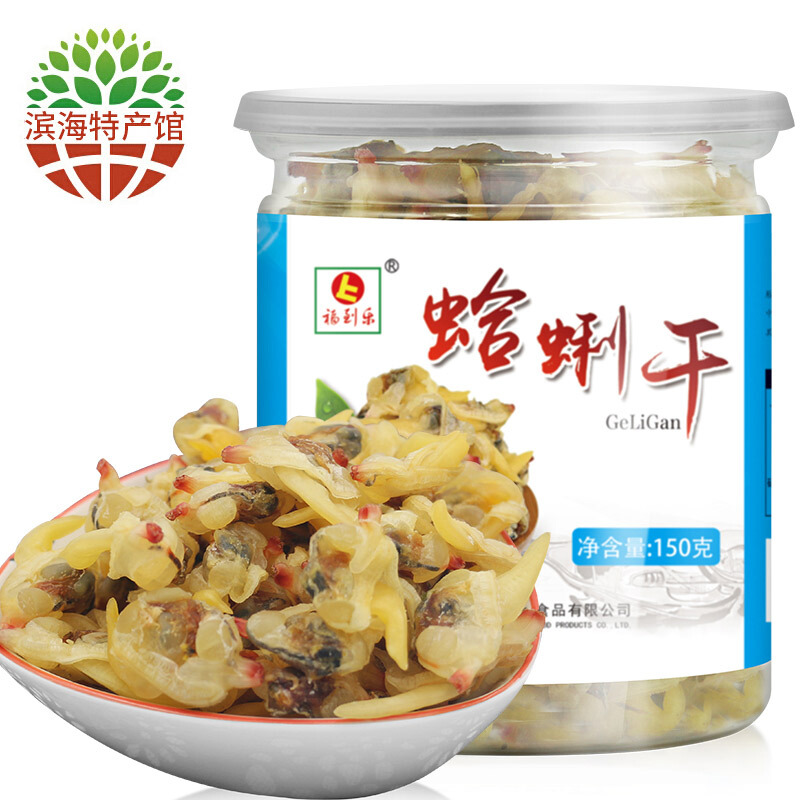 滨海特产馆
福到乐
®
蛤蜊干
GeLiGan
净含量:150克
食品有限公司
D PRODUCTS CO., LTD.